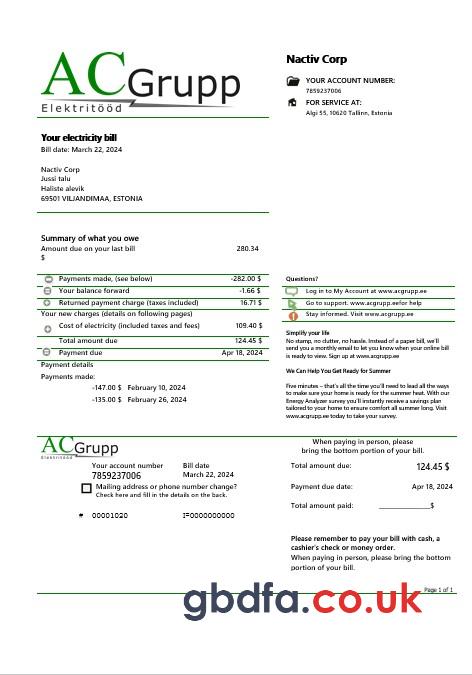 AC Grupp
Elektritööd
Nactiv Corp
YOUR ACCOUNT NUMBER:
7859237006
FOR SERVICE AT:
Algi 55, 10620 Tallinn, Estonia
Your electricity bill
Bill date: March 22, 2024
Nactiv Corp
Jussi talu
Haliste alevik
69501 VILJANDIMAA, ESTONIA
Summary of what you owe
Amount due on your last bill 280.34
$
Payments made, (see below) -282.00 $
Your balance forward -1.66 $
Returned payment charge (taxes included) 16.71 $
Your new charges (details on following pages)
Cost of electricity (included taxes and fees) 109.40 $
Total amount due 124.45 $
Payment due Apr 18, 2024
Payment details
Payments made:
-147.00 $ February 10, 2024
-135.00 $ February 26, 2024
Questions?
Log in to My Account at www.acgrupp.ee
Go to support. www.acgrupp.eefor help
Stay informed. Visit www.acgrupp.ee
Simplify your life
No stamp, no clutter, no hassle. Instead of a paper bill, we'll
send you a monthly email to let you know when your online bill
is ready to view. Sign up at www.acgrupp.ee
We Can Help You Get Ready for Summer
Five minutes – that's all the time you'll need to lead all the ways
to make sure your home is ready for the summer heat. With our
Energy Analyzer survey you'll instantly receive a savings plan
tailored to your home to ensure comfort all summer long. Visit
www.acgrupp.ee today to start your survey.
AC Grupp
Elektritööd
Your account number Bill date
7859237006 March 22, 2024
Mailing address or phone number change?
Check here and fill in the details on the back.
# 00001020 I=0000000000
When paying in person, please
bring the bottom portion of your bill.
Total amount due: 124.45 $
Payment due date: Apr 18, 2024
Total amount paid: ______________$
Please remember to pay your bill with cash, a
cashier's check or money order.
When paying in person, please bring the bottom
portion of your bill.
Page 1 of 1
gbdfa.co.uk